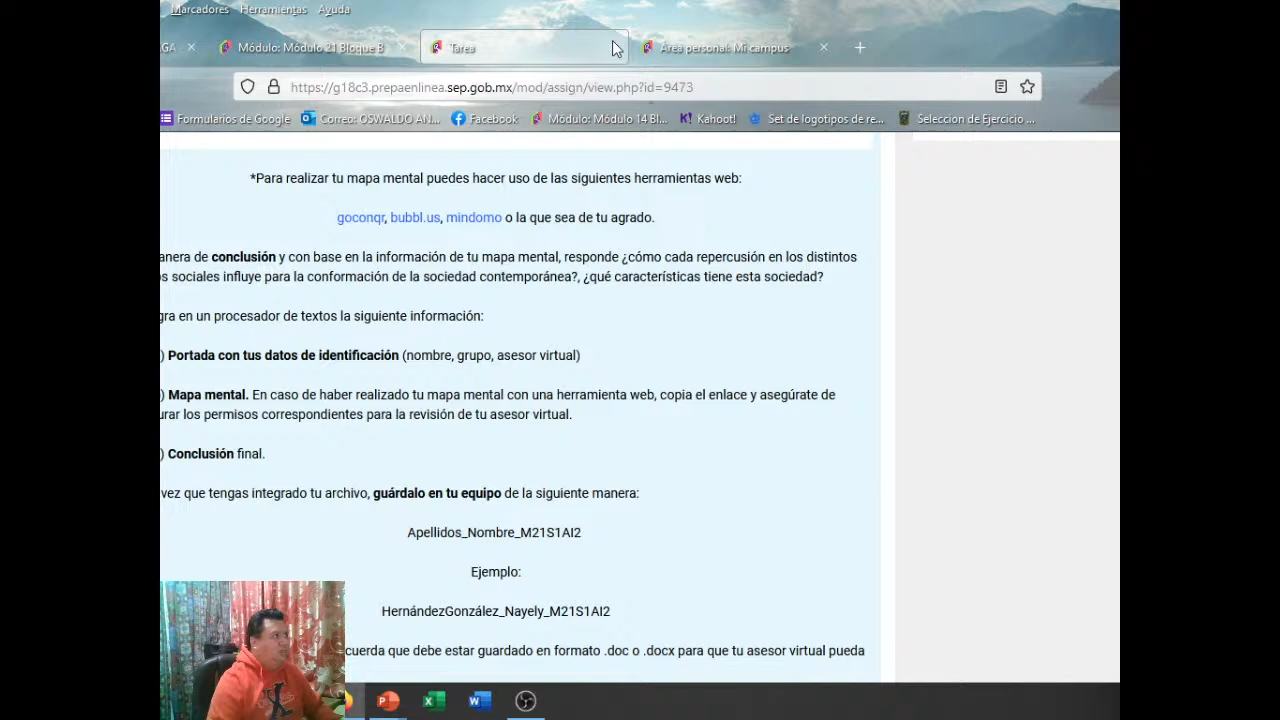 Marcadores Herramientas Ayuda
GA Módulo: Módulo 21 Bloque B Tarea Área personal: Mi campus
https://g18c3.prepaenlinea.sep.gob.mx/mod/assign/view.php?id=9473
Formularios de Google Correo: OSWALDO AN... Facebook Módulo: Módulo 14 Bl... Kahoot! Set de logotipos de re... Seleccion de Ejercicio ...
*Para realizar tu mapa mental puedes hacer uso de las siguientes herramientas web:
goconqr, bubbl.us, mindomo o la que sea de tu agrado.
anera de conclusión y con base en la información de tu mapa mental, responde ¿cómo cada repercusión en los distintos
os sociales influye para la conformación de la sociedad contemporánea?, ¿qué características tiene esta sociedad?
gra en un procesador de textos la siguiente información:
) Portada con tus datos de identificación (nombre, grupo, asesor virtual)
) Mapa mental. En caso de haber realizado tu mapa mental con una herramienta web, copia el enlace y asegúrate de
urar los permisos correspondientes para la revisión de tu asesor virtual.
) Conclusión final.
vez que tengas integrado tu archivo, guárdalo en tu equipo de la siguiente manera:
Apellidos_Nombre_M21S1AI2
Ejemplo:
HernándezGonzález_Nayely_M21S1AI2
cuerda que debe estar guardado en formato .doc o .docx para que tu asesor virtual pueda